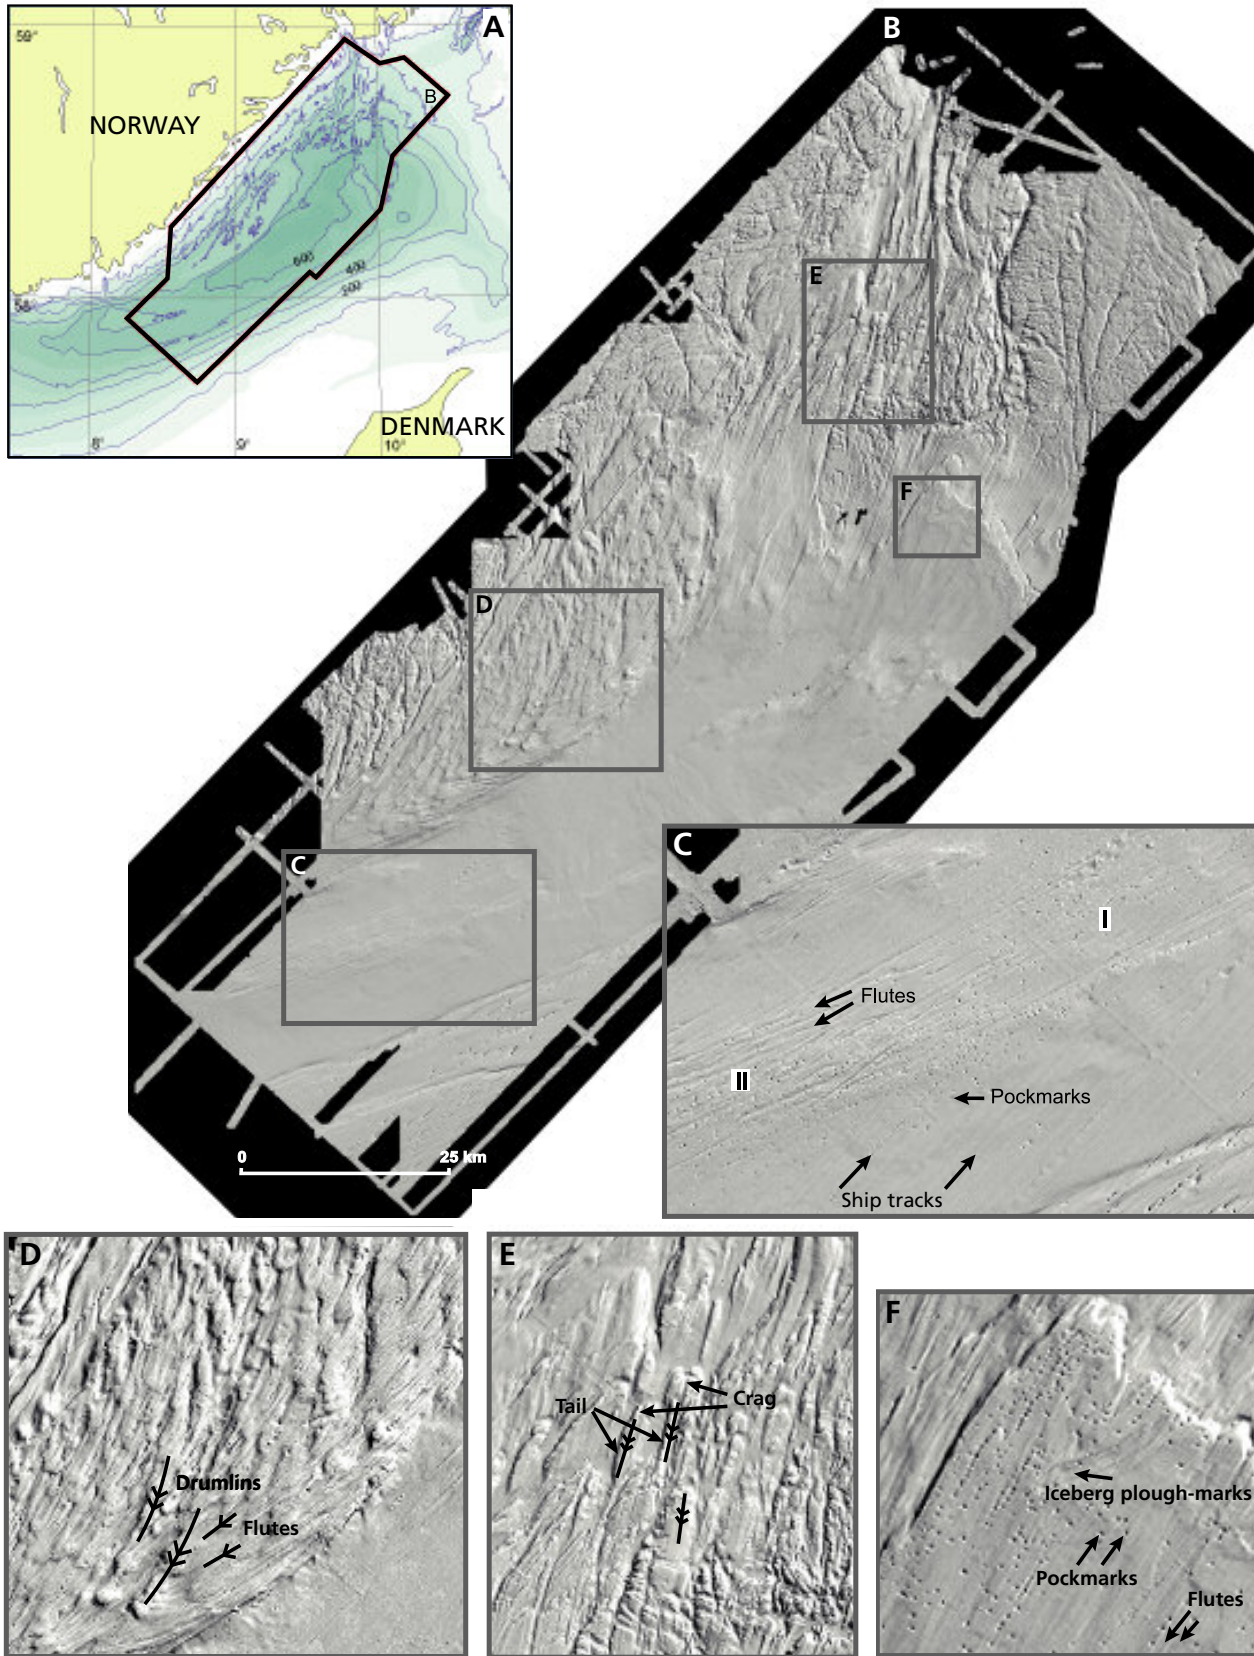 A
59°
B
NORWAY
600
400
200
58
DENMARK
8°
9°
10°
B
E
F
r
D
C
0
25 km
C
I
Flutes
II
Pockmarks
Ship tracks
D
Drumlins
Flutes
E
Tail
Crag
F
Iceberg plough-marks
Pockmarks
Flutes